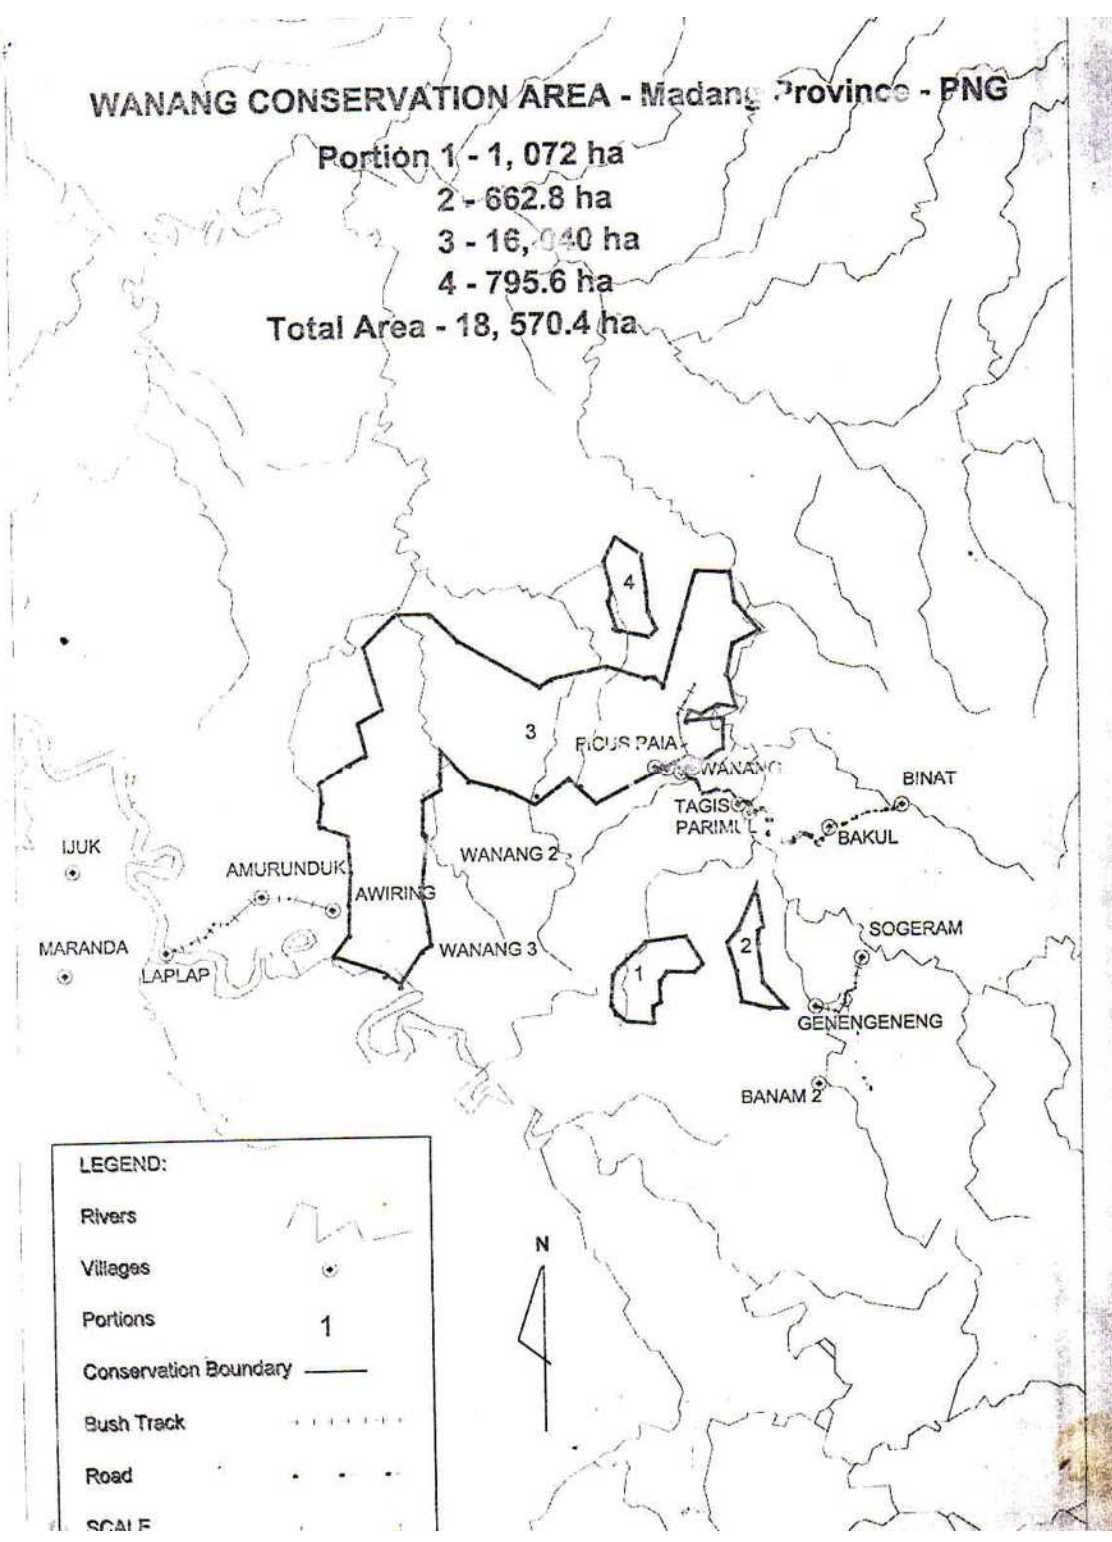 WANANG CONSERVATION AREA - Madang Province - PNG
Portion 1 - 1, 072 ha
2 - 662.8 ha
3 - 16, 040 ha
4 - 795.6 ha
Total Area - 18, 570.4 ha
4
3
FICUS PAIA
WANANG
BINAT
TAGISU
PARIMUL
BAKUL
IJUK
WANANG 2
AMURUNDUK
AWIRING
SOGERAM
MARANDA
WANANG 3
2
LAPLAP
1
GENENGENENG
BANAM 2
LEGEND:
Rivers
Villages
Portions 1
Conservation Boundary
Bush Track
Road
SCALE
N